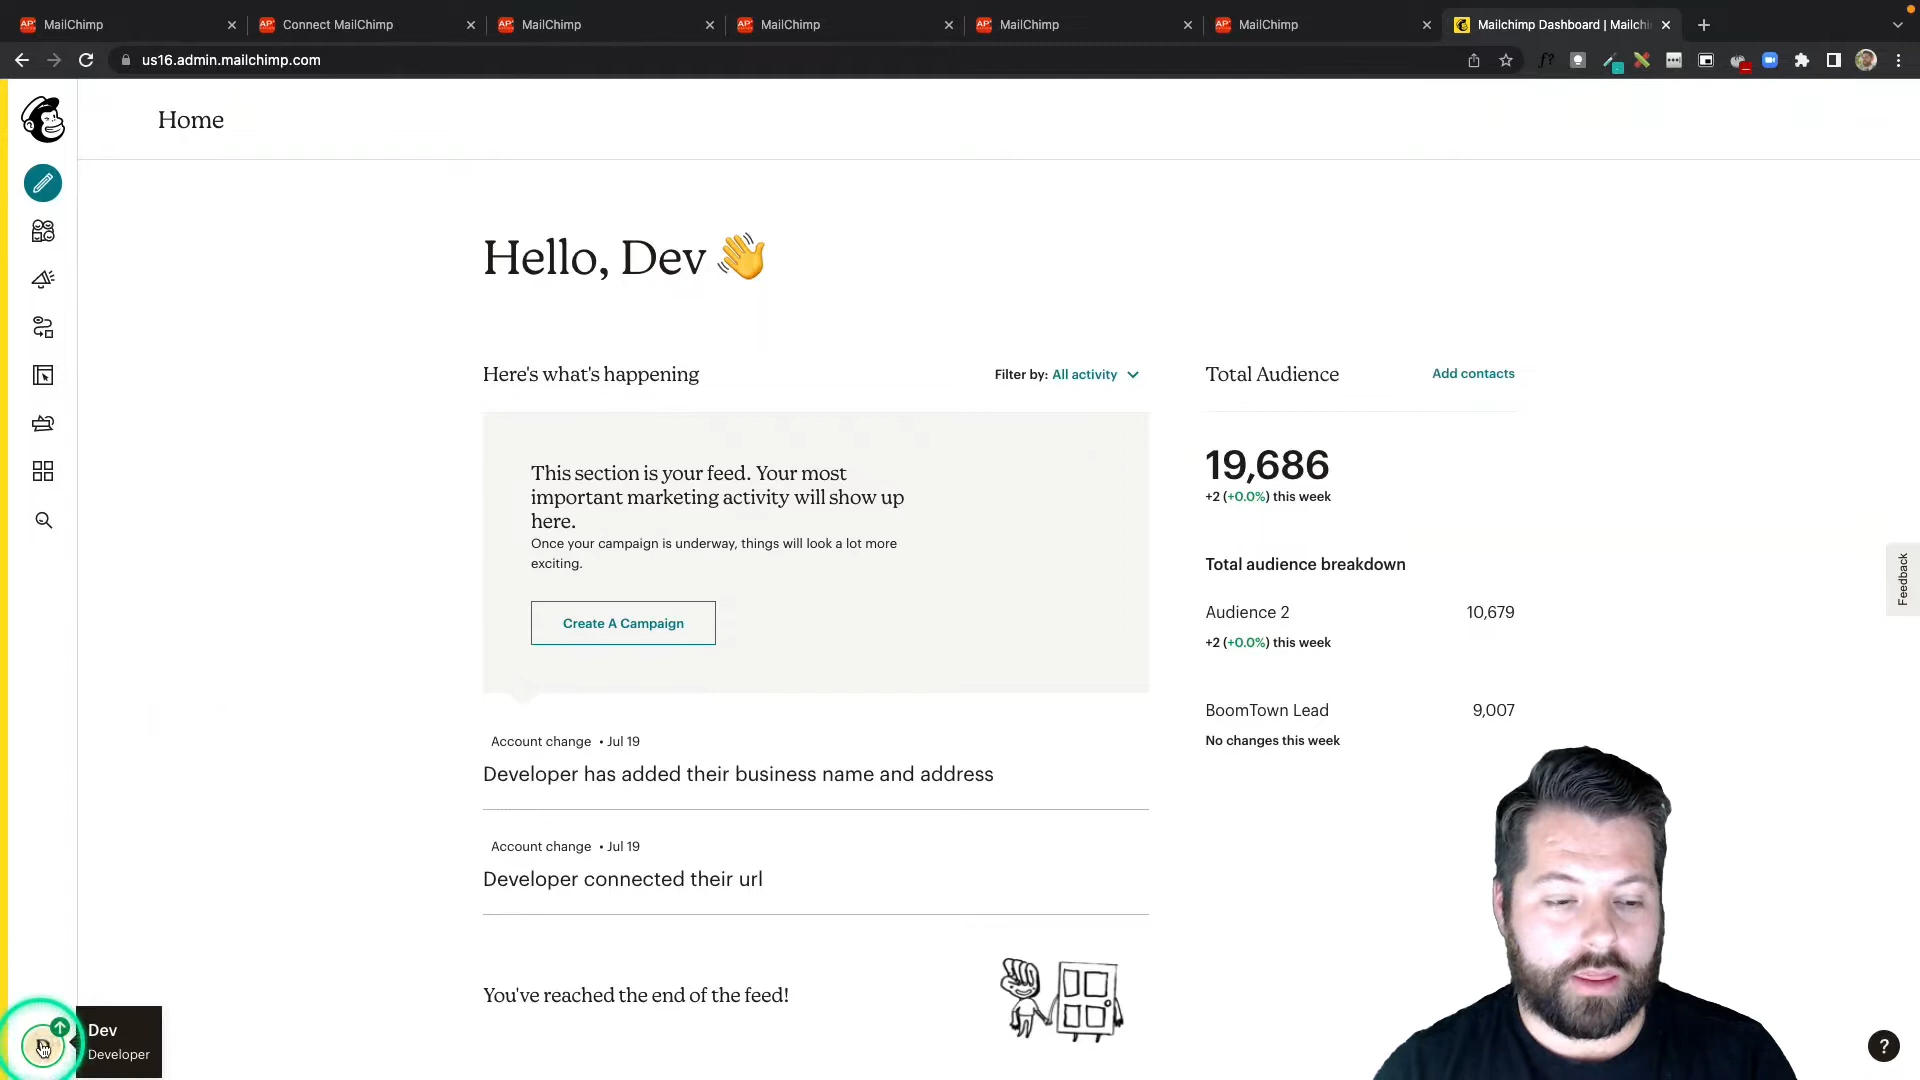 MailChimp
Connect MailChimp
MailChimp
MailChimp
MailChimp
MailChimp
Mailchimp Dashboard | Mailchi
us16.admin.mailchimp.com
Home
Hello, Dev 👋
Here's what's happening
Filter by: All activity
Total Audience
Add contacts
This section is your feed. Your most
important marketing activity will show up
here.
Once your campaign is underway, things will look a lot more
exciting.
Create A Campaign
19,686
+2 (+0.0%) this week
Total audience breakdown
Audience 2 10,679
+2 (+0.0%) this week
BoomTown Lead 9,007
No changes this week
Feedback
Account change • Jul 19
Developer has added their business name and address
Account change • Jul 19
Developer connected their url
You've reached the end of the feed!
Dev
Developer
?